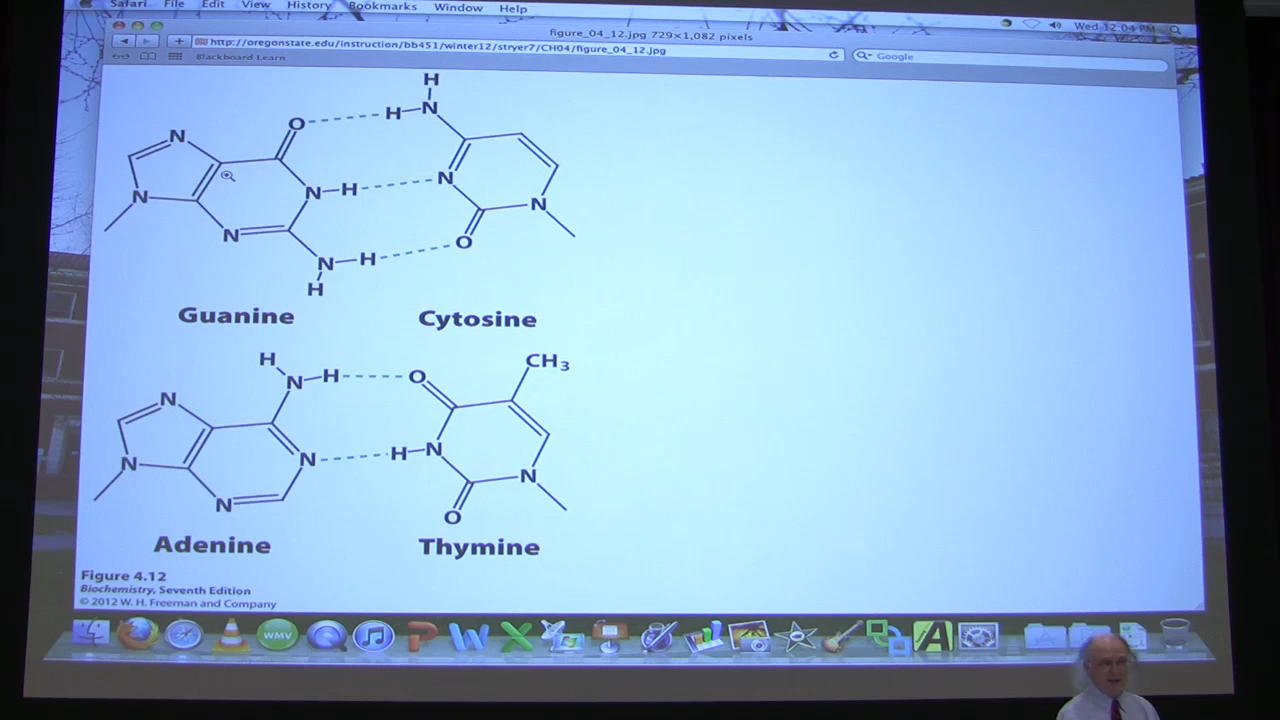 Safari File Edit View History Bookmarks Window Help Wed 12:04 PM
figure_04_12.jpg 729×1,082 pixels
http://oregonstate.edu/instruction/bb451/winter12/stryer7/CH04/figure_04_12.jpg Google
Blackboard Learn
H
O H N
N
N H N
N N
N O
N H
H
Guanine Cytosine
H CH3
N H O
N
N H N
N N
N O
Adenine Thymine
Figure 4.12
Biochemistry, Seventh Edition
© 2012 W. H. Freeman and Company
WMV P W X A